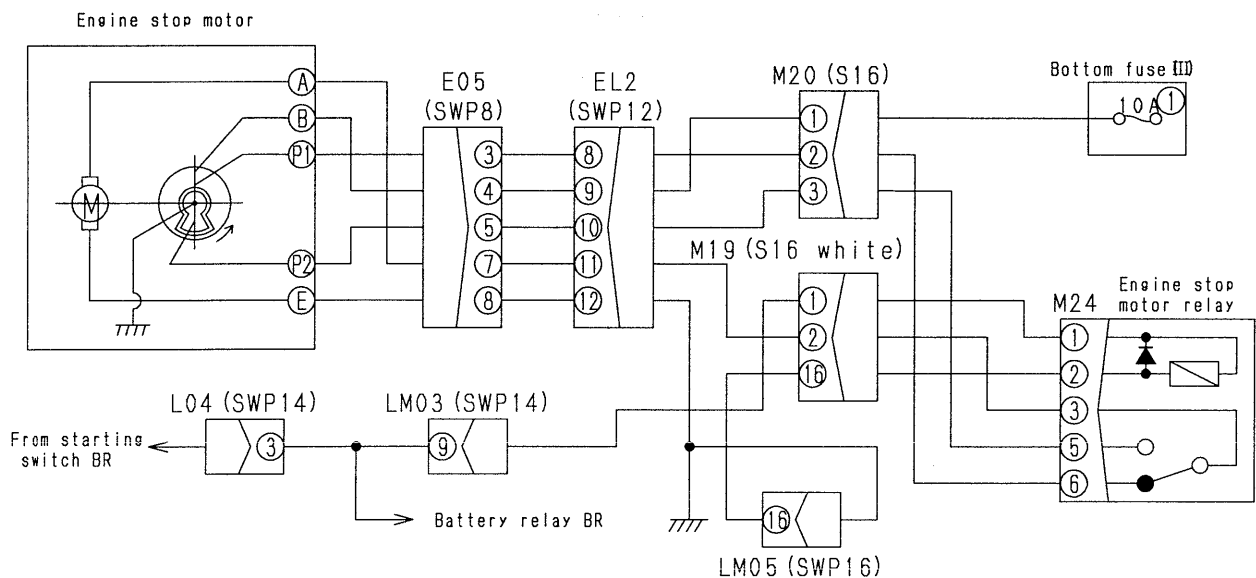 Engine stop motor
A
B
P1
P2
E
M
E05
(SWP8)
3
4
5
7
8
EL2
(SWP12)
8
9
10
11
12
M20 (S16)
1
2
3
Bottom fuse (II)
10A
1
M19 (S16 white)
1
2
16
M24
Engine stop
motor relay
1
2
3
5
6
L04 (SWP14)
3
LM03 (SWP14)
9
From starting
switch BR
Battery relay BR
16
LM05 (SWP16)